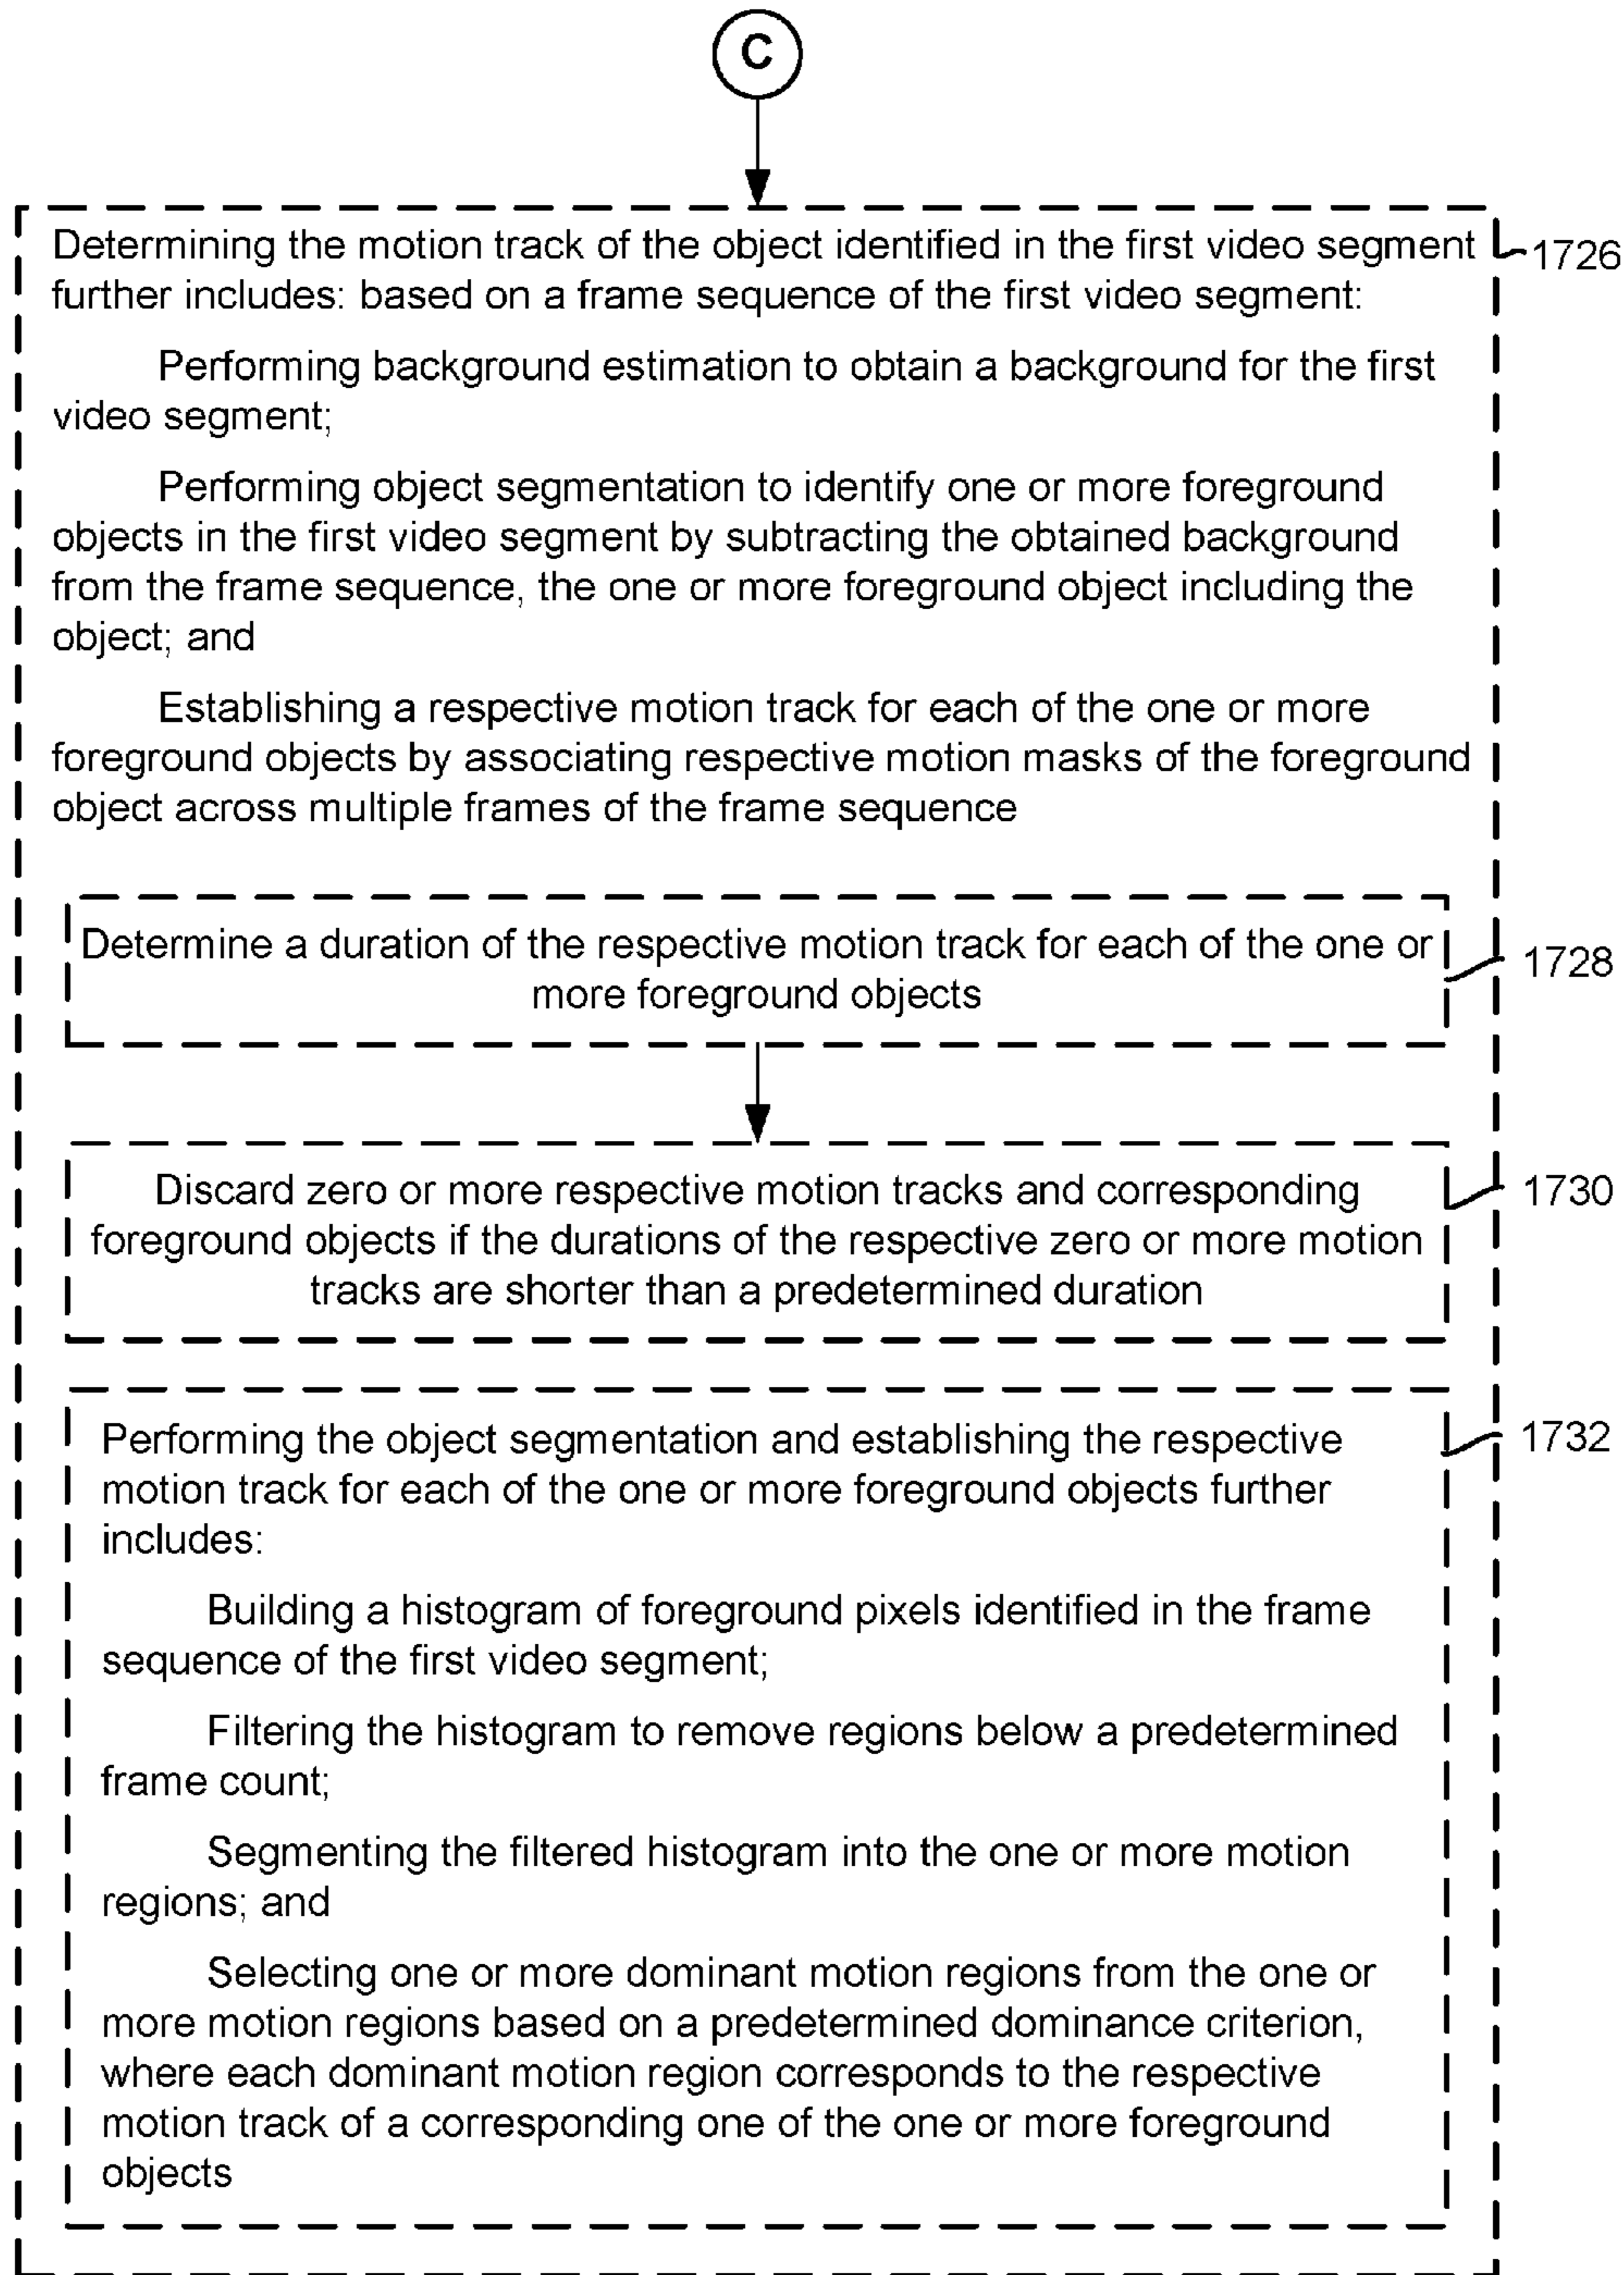 C
Determining the motion track of the object identified in the first video segment
1726
further includes: based on a frame sequence of the first video segment:
Performing background estimation to obtain a background for the first
video segment;
Performing object segmentation to identify one or more foreground
objects in the first video segment by subtracting the obtained background
from the frame sequence, the one or more foreground object including the
object; and
Establishing a respective motion track for each of the one or more
foreground objects by associating respective motion masks of the foreground
object across multiple frames of the frame sequence
Determine a duration of the respective motion track for each of the one or
more foreground objects
1728
Discard zero or more respective motion tracks and corresponding
1730
foreground objects if the durations of the respective zero or more motion
tracks are shorter than a predetermined duration
Performing the object segmentation and establishing the respective
1732
motion track for each of the one or more foreground objects further
includes:
Building a histogram of foreground pixels identified in the frame
sequence of the first video segment;
Filtering the histogram to remove regions below a predetermined
frame count;
Segmenting the filtered histogram into the one or more motion
regions; and
Selecting one or more dominant motion regions from the one or
more motion regions based on a predetermined dominance criterion,
where each dominant motion region corresponds to the respective
motion track of a corresponding one of the one or more foreground
objects